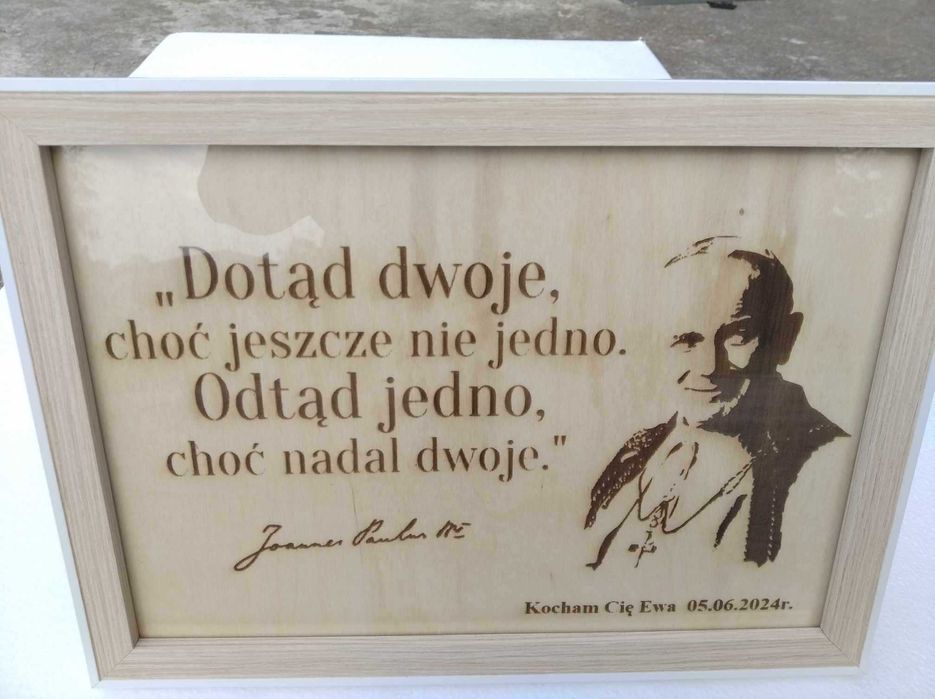 „Dotąd dwoje,
choć jeszcze nie jedno.
Odtąd jedno,
choć nadal dwoje."
Joannes Paulus II
Kocham Cię Ewa 05.06.2024r.